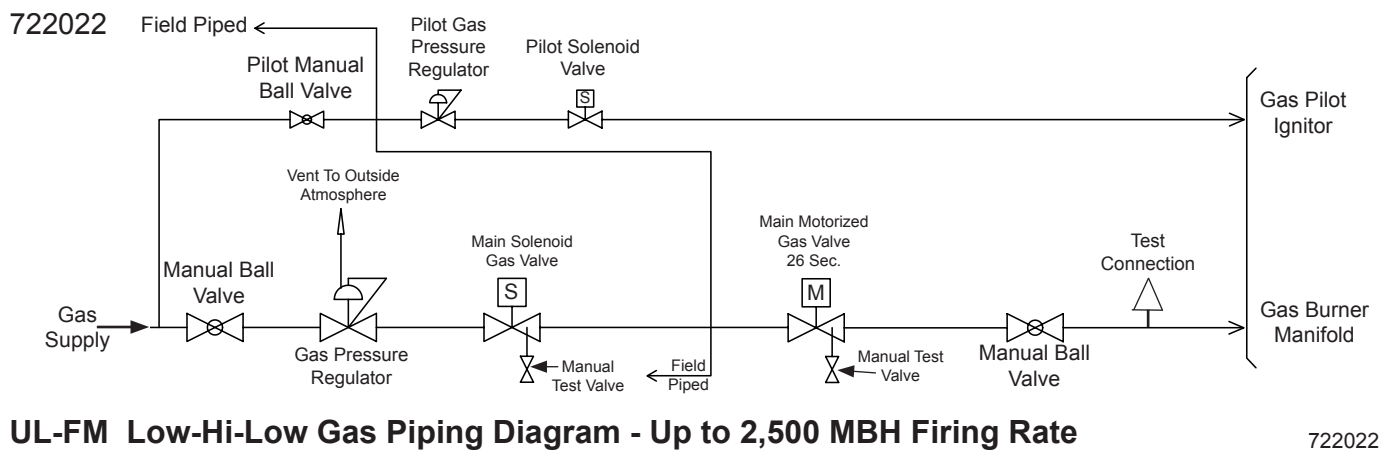 722022
Field Piped
Pilot Gas
Pressure
Regulator
Pilot Solenoid
Valve
Pilot Manual
Ball Valve
S
Gas Pilot
Ignitor
Vent To Outside
Atmosphere
Main Solenoid
Gas Valve
Main Motorized
Gas Valve
26 Sec.
Test
Connection
Manual Ball
Valve
S
M
Gas
Supply
Gas Burner
Manifold
Gas Pressure
Regulator
Manual
Test Valve
Field
Piped
Manual Test
Valve
Manual Ball
Valve
UL-FM Low-Hi-Low Gas Piping Diagram - Up to 2,500 MBH Firing Rate
722022